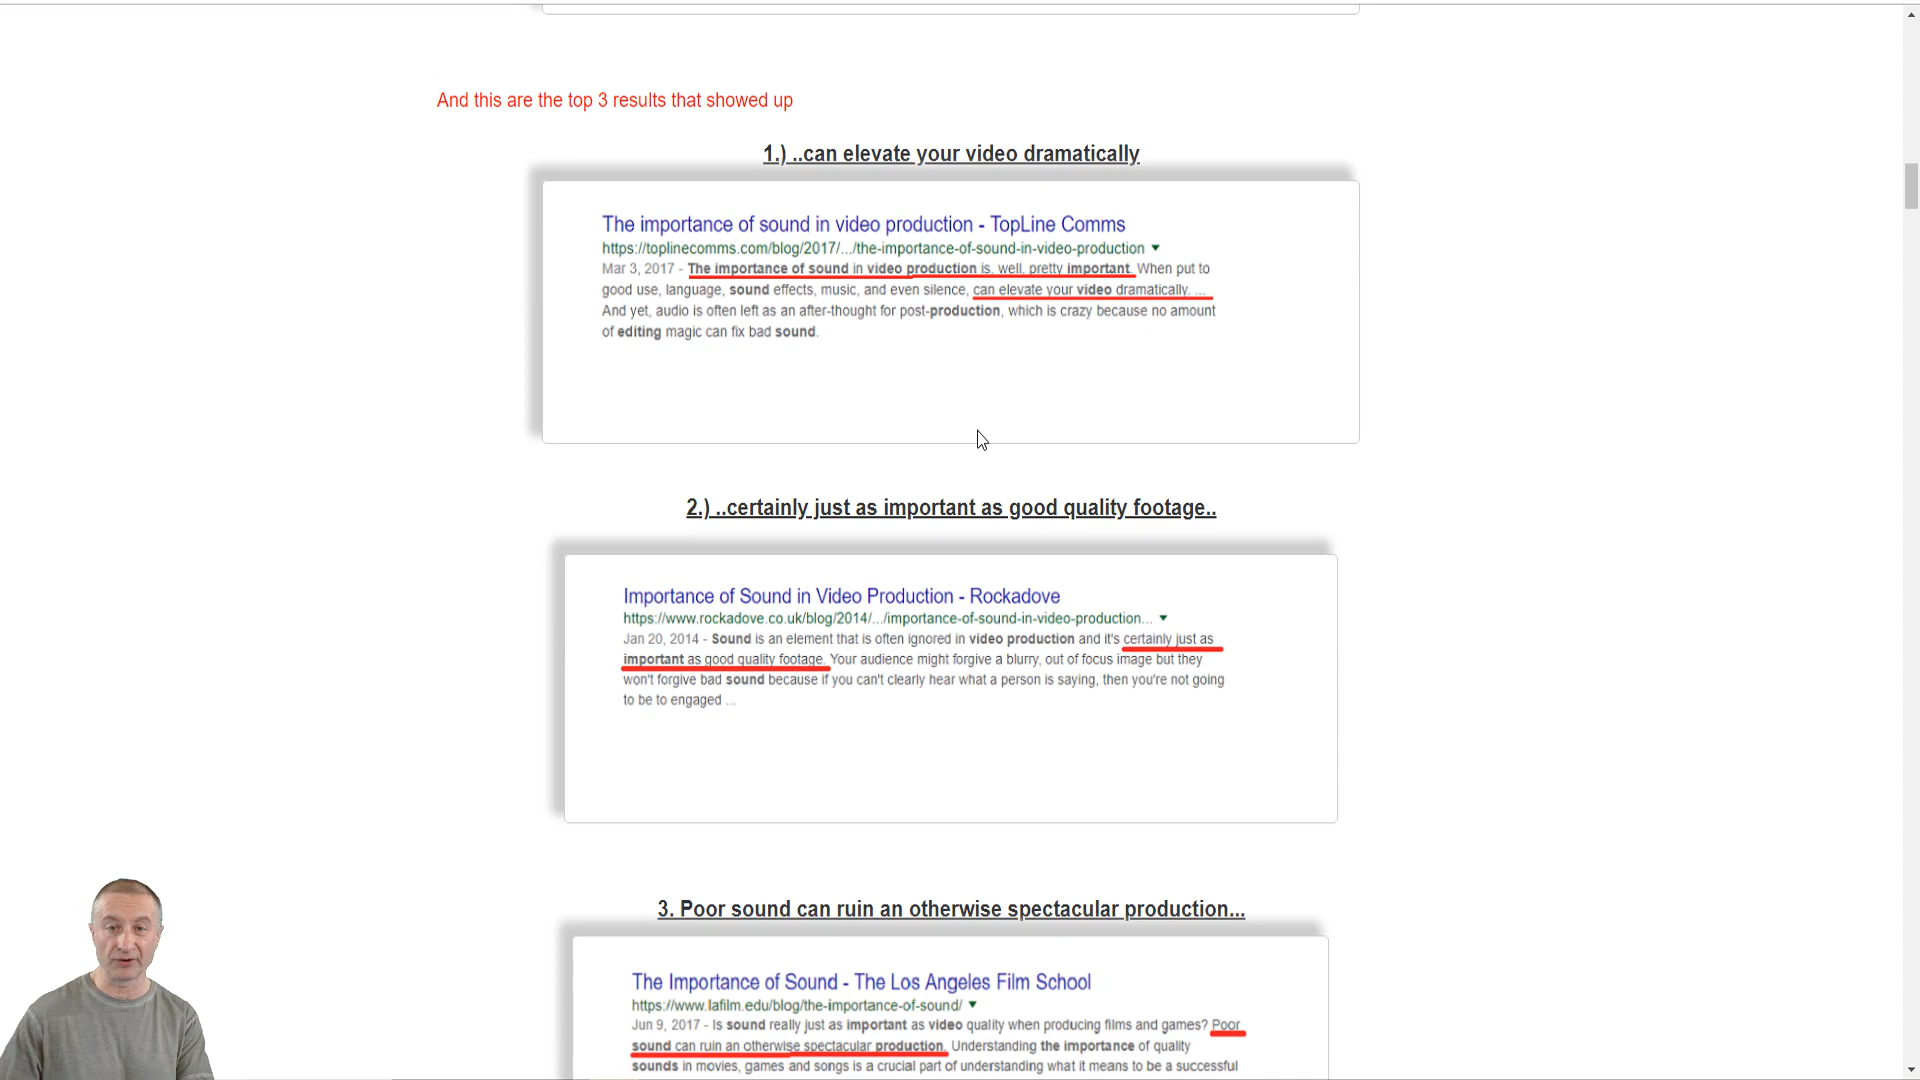 And this are the top 3 results that showed up
1.) ..can elevate your video dramatically
The importance of sound in video production - TopLine Comms
https://toplinecomms.com/blog/2017/.../the-importance-of-sound-in-video-production
Mar 3, 2017 - The importance of sound in video production is, well, pretty important. When put to
good use, language, sound effects, music, and even silence, can elevate your video dramatically. ...
And yet, audio is often left as an after-thought for post-production, which is crazy because no amount
of editing magic can fix bad sound.
2.) ..certainly just as important as good quality footage..
Importance of Sound in Video Production - Rockadove
https://www.rockadove.co.uk/blog/2014/.../importance-of-sound-in-video-production...
Jan 20, 2014 - Sound is an element that is often ignored in video production and it's certainly just as
important as good quality footage. Your audience might forgive a blurry, out of focus image but they
won't forgive bad sound because if you can't clearly hear what a person is saying, then you're not going
to be to engaged ...
3. Poor sound can ruin an otherwise spectacular production...
The Importance of Sound - The Los Angeles Film School
https://www.lafilm.edu/blog/the-importance-of-sound/
Jun 9, 2017 - Is sound really just as important as video quality when producing films and games? Poor
sound can ruin an otherwise spectacular production. Understanding the importance of quality
sounds in movies, games and songs is a crucial part of understanding what it means to be a successful